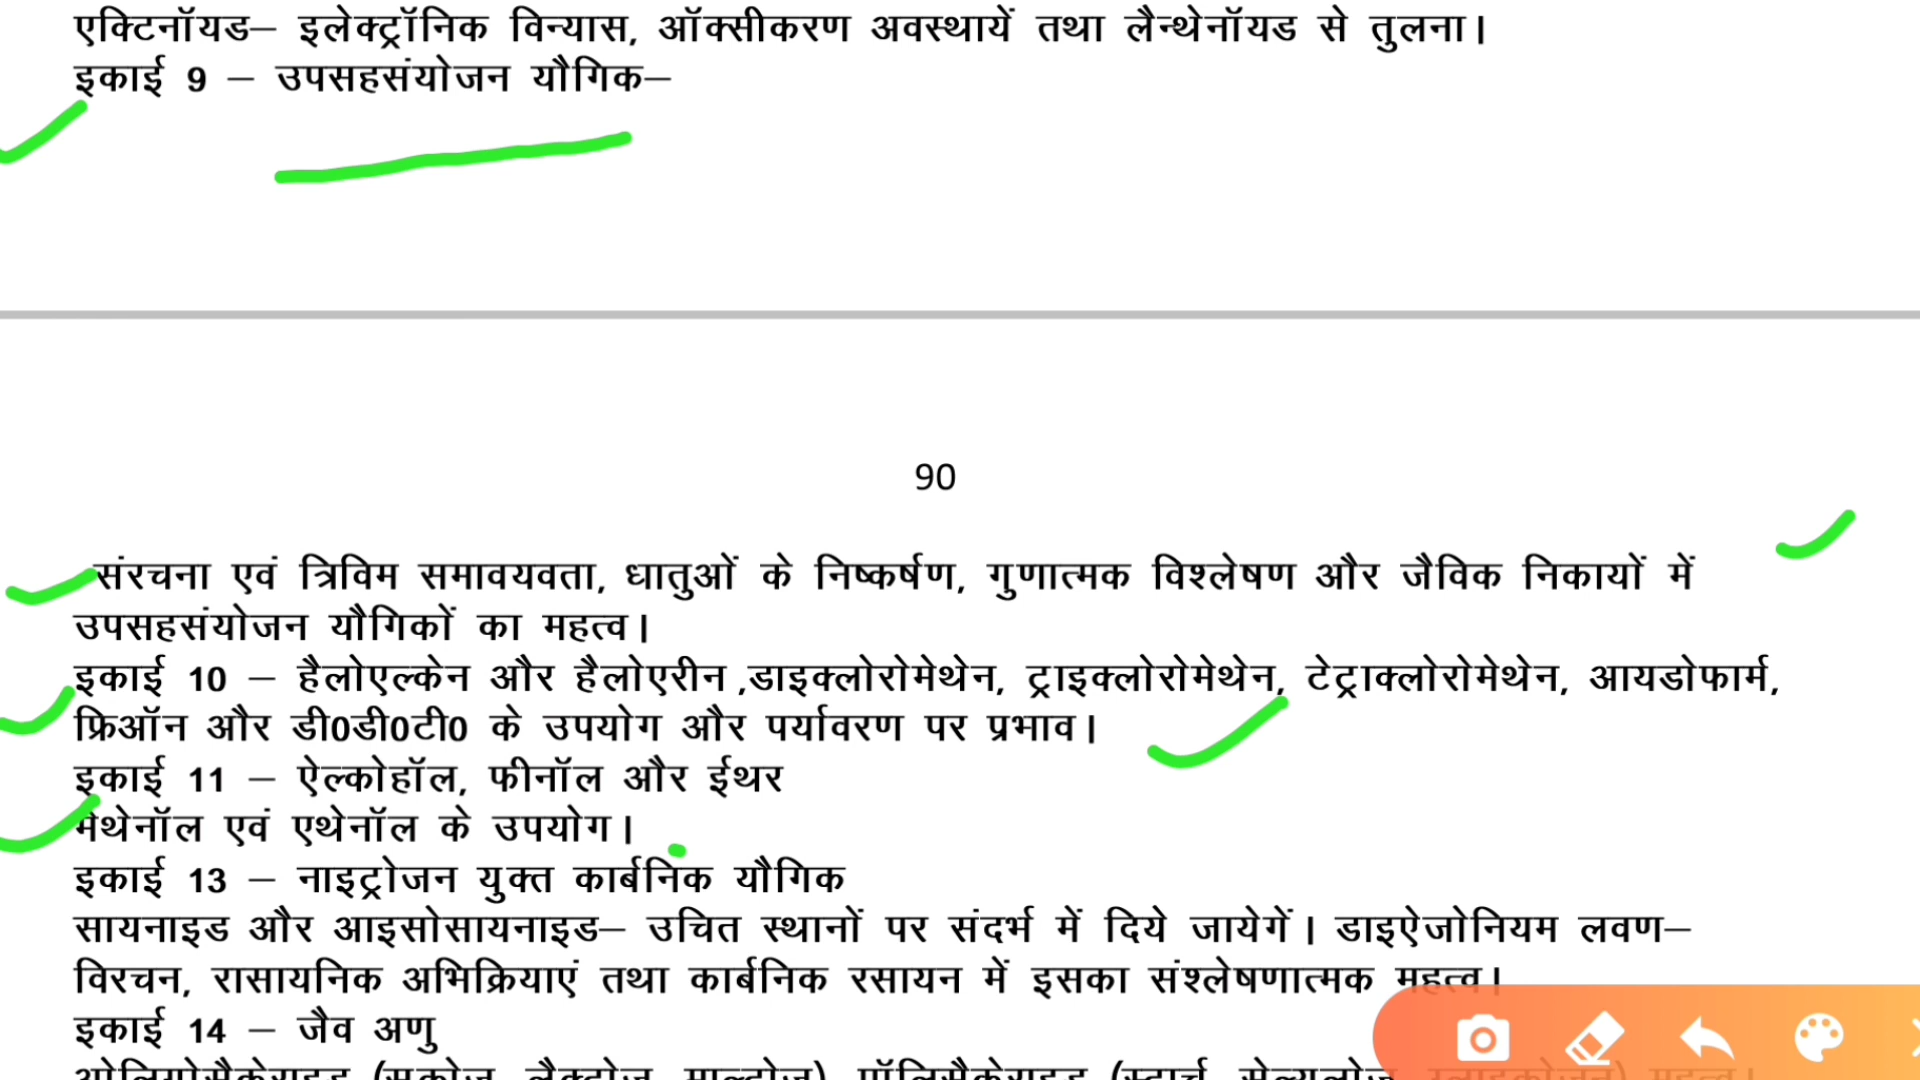 एक्टिनॉयड– इलेक्ट्रॉनिक विन्यास, ऑक्सीकरण अवस्थायें तथा लैन्थेनॉयड से तुलना।
इकाई 9 – उपसहसंयोजन यौगिक–
90
संरचना एवं त्रिविम समावयवता, धातुओं के निष्कर्षण, गुणात्मक विश्लेषण और जैविक निकायों में
उपसहसंयोजन यौगिकों का महत्व।
इकाई 10 – हैलोएल्केन और हैलोएरीन ,डाइक्लोरोमेथेन, ट्राइक्लोरोमेथेन, टेट्राक्लोरोमेथेन, आयडोफार्म,
फ्रिऑन और डी0डी0टी0 के उपयोग और पर्यावरण पर प्रभाव।
इकाई 11 – ऐल्कोहॉल, फीनॉल और ईथर
मेथेनॉल एवं एथेनॉल के उपयोग।
इकाई 13 – नाइट्रोजन युक्त कार्बनिक यौगिक
सायनाइड और आइसोसायनाइड– उचित स्थानों पर संदर्भ में दिये जायेगें। डाइऐजोनियम लवण–
विरचन, रासायनिक अभिक्रियाएं तथा कार्बनिक रसायन में इसका संश्लेषणात्मक महत्व।
इकाई 14 – जैव अणु